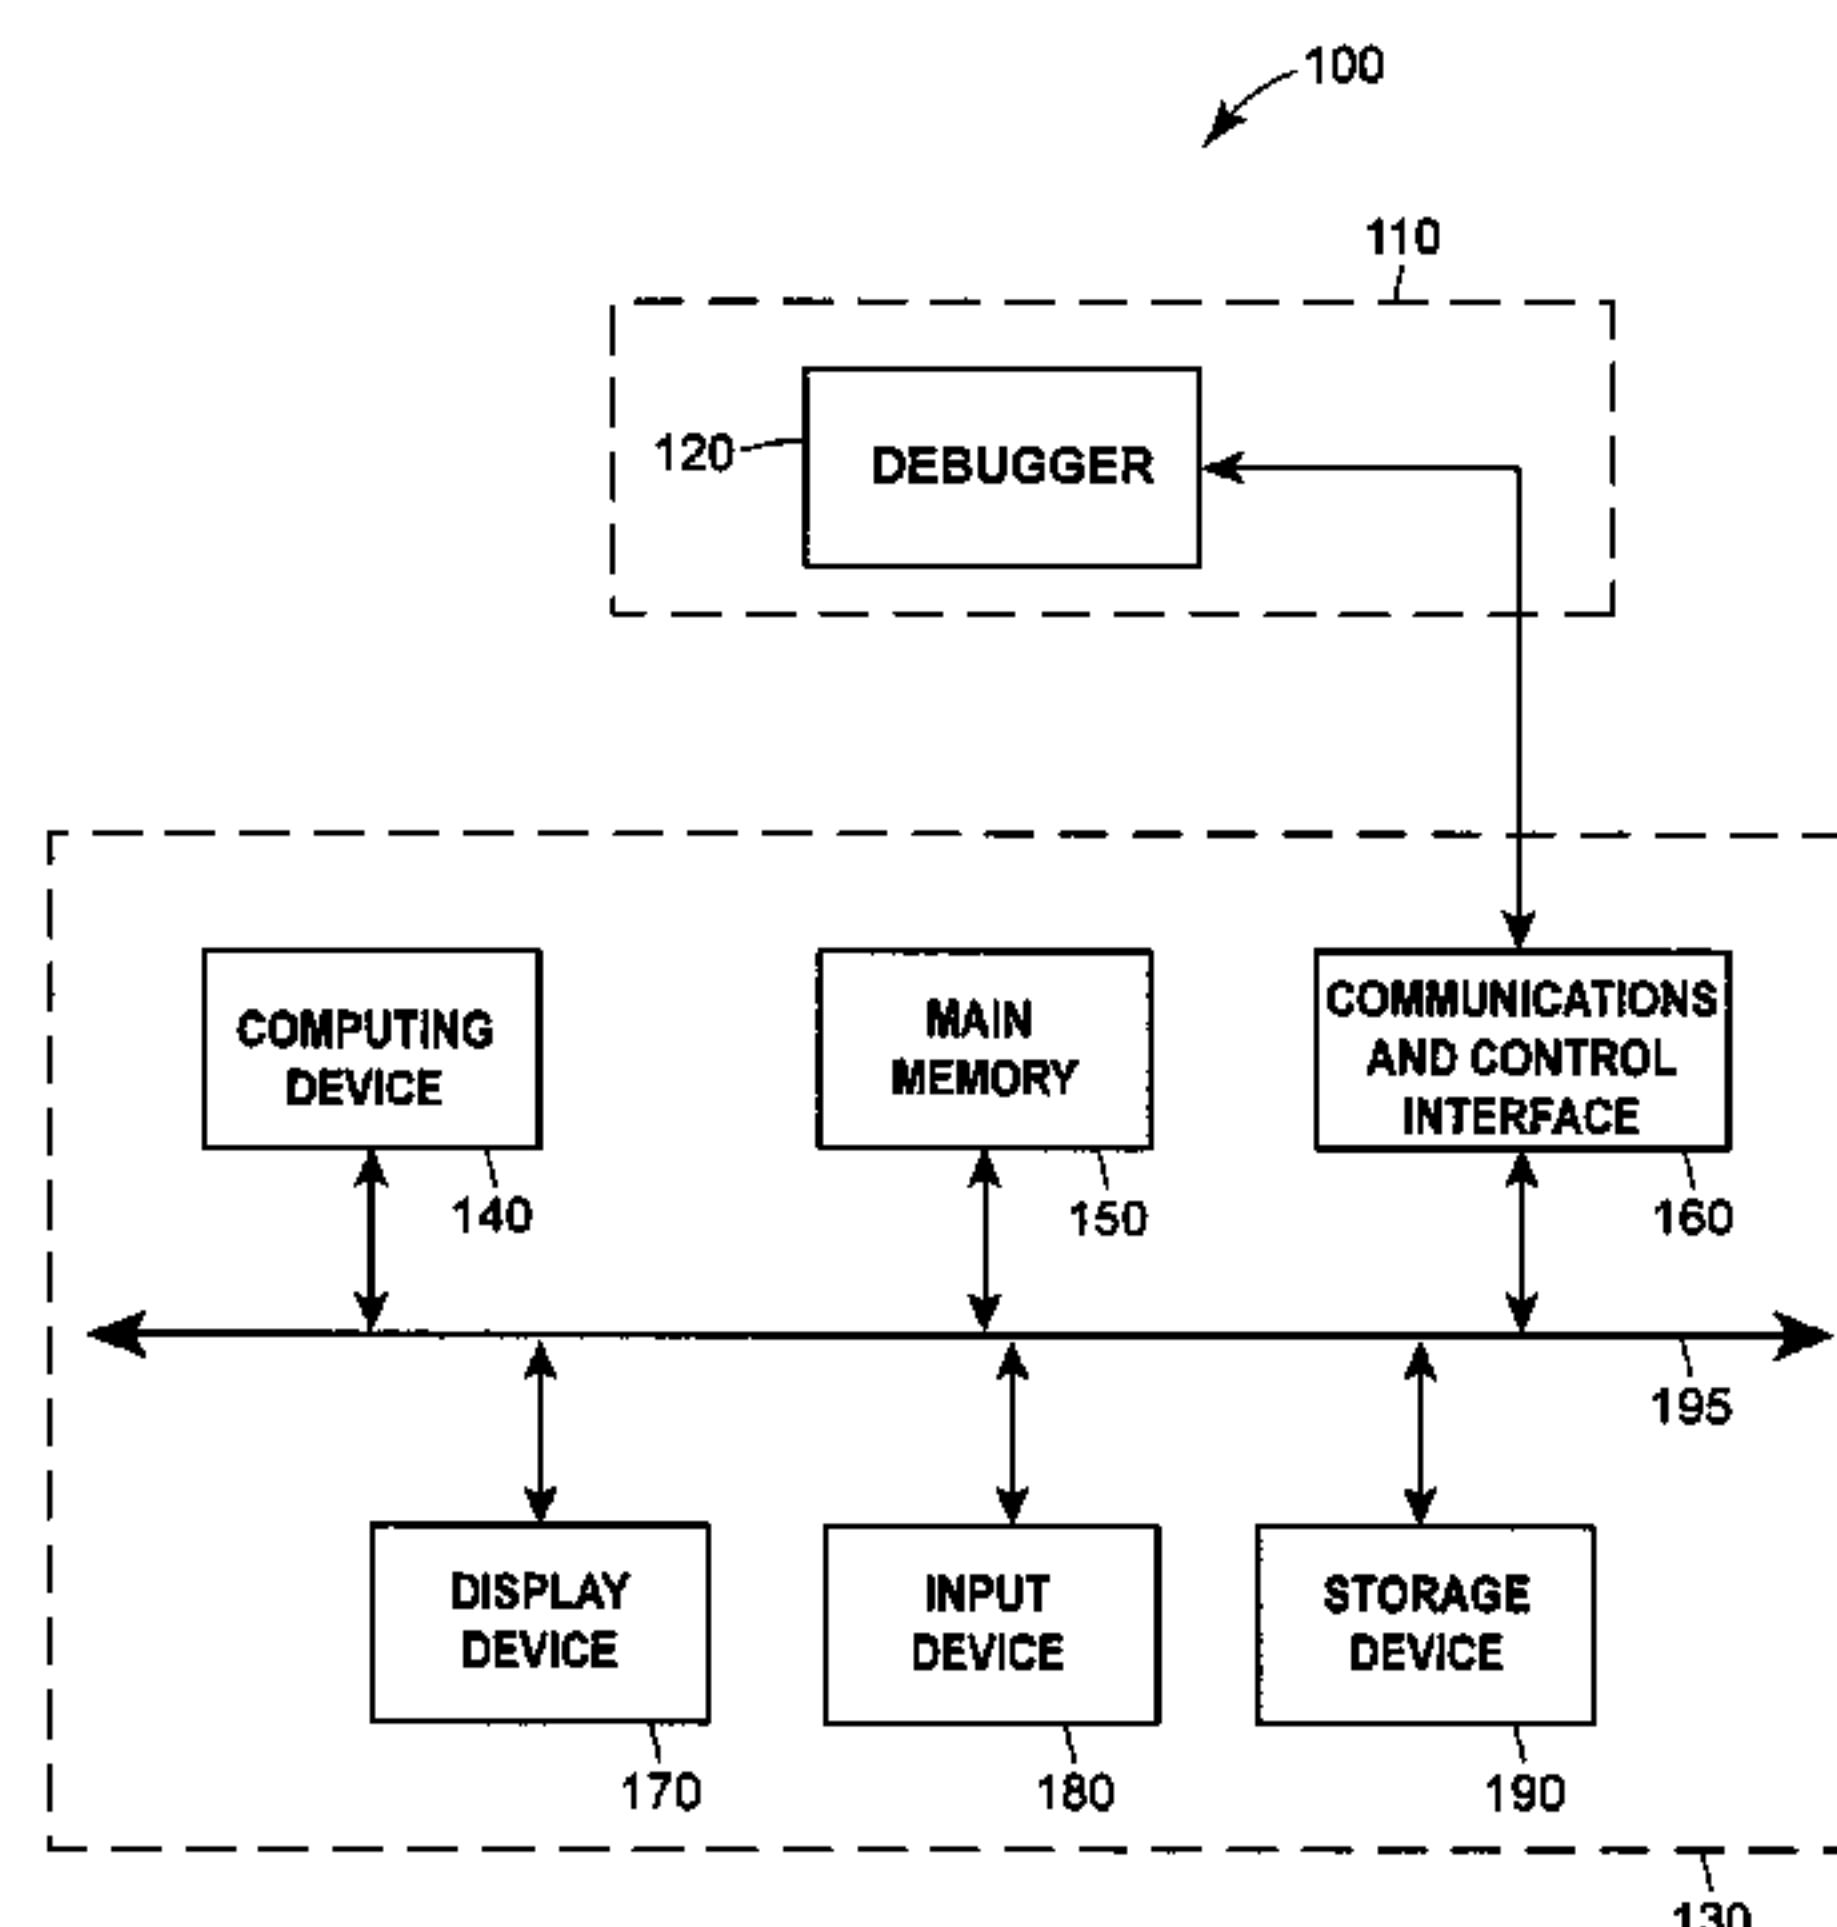 100
110
120
DEBUGGER
COMPUTING
DEVICE
MAIN
MEMORY
COMMUNICATIONS
AND CONTROL
INTERFACE
140
150
160
195
DISPLAY
DEVICE
INPUT
DEVICE
STORAGE
DEVICE
170
180
190
130